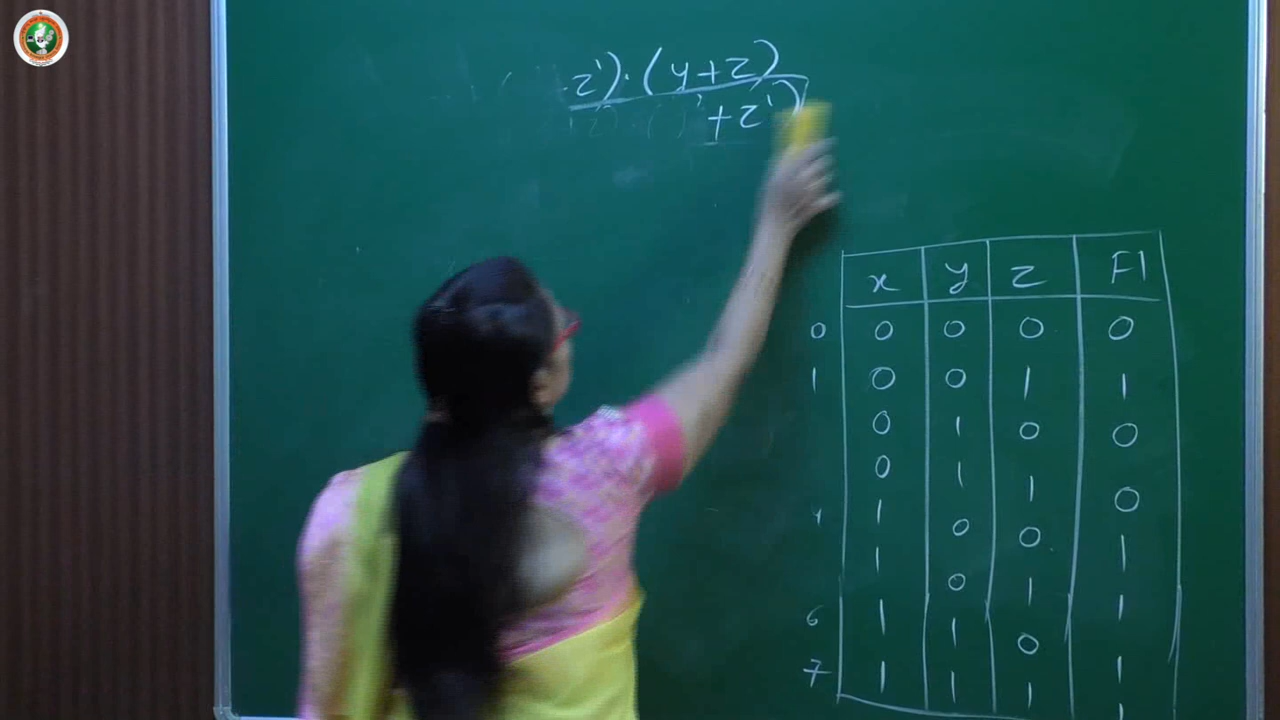 z')·(y+z)
+z')
x y z F1
0 0 0 0 0
1 0 0 1 1
0 1 0 0
0 1 1 0
4 1 0 0 1
1 0 1 1
6 1 1 0 1
7 1 1 1 1